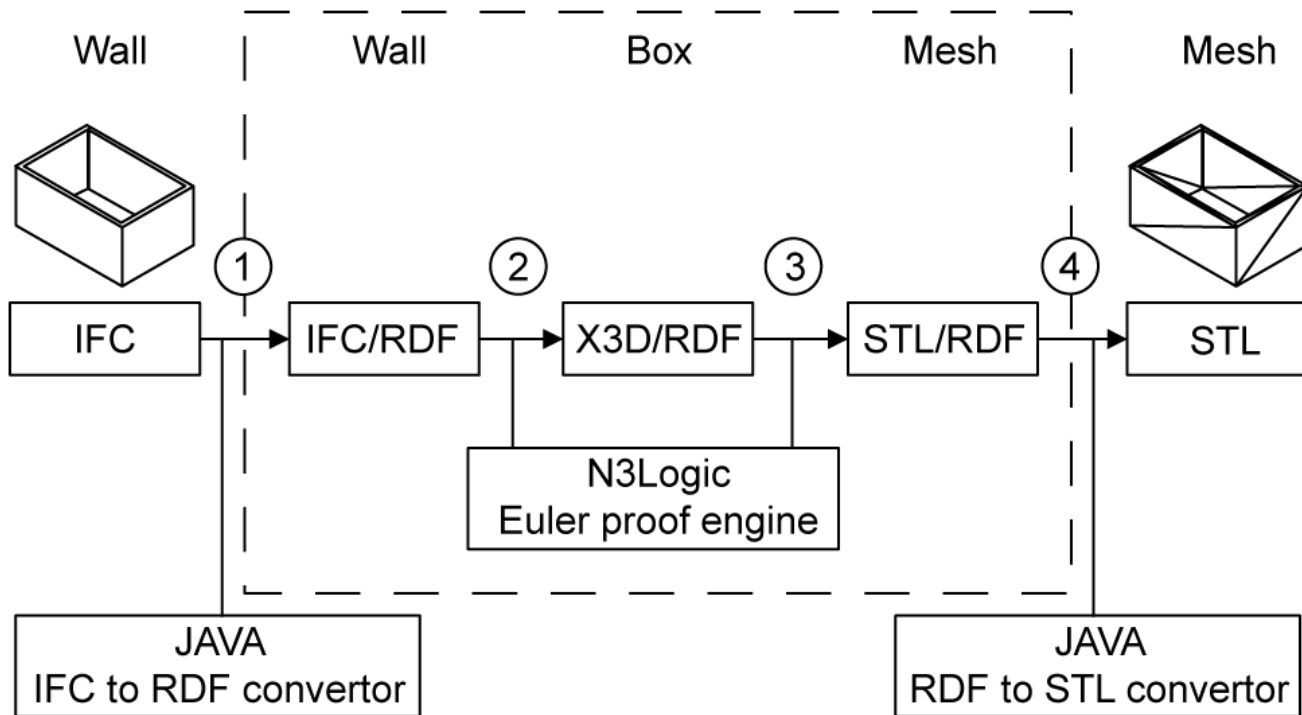 Wall
Wall
Box
Mesh
Mesh
1
2
3
4
IFC
IFC/RDF
X3D/RDF
STL/RDF
STL
N3Logic
Euler proof engine
JAVA
IFC to RDF convertor
JAVA
RDF to STL convertor